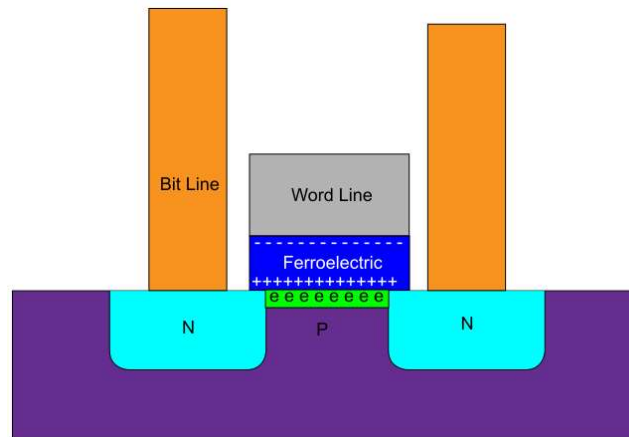 Bit Line
Word Line
- - - - - - - - - - - - - -
Ferroelectric
++++++++++++++
e e e e e e e e
N
P
N